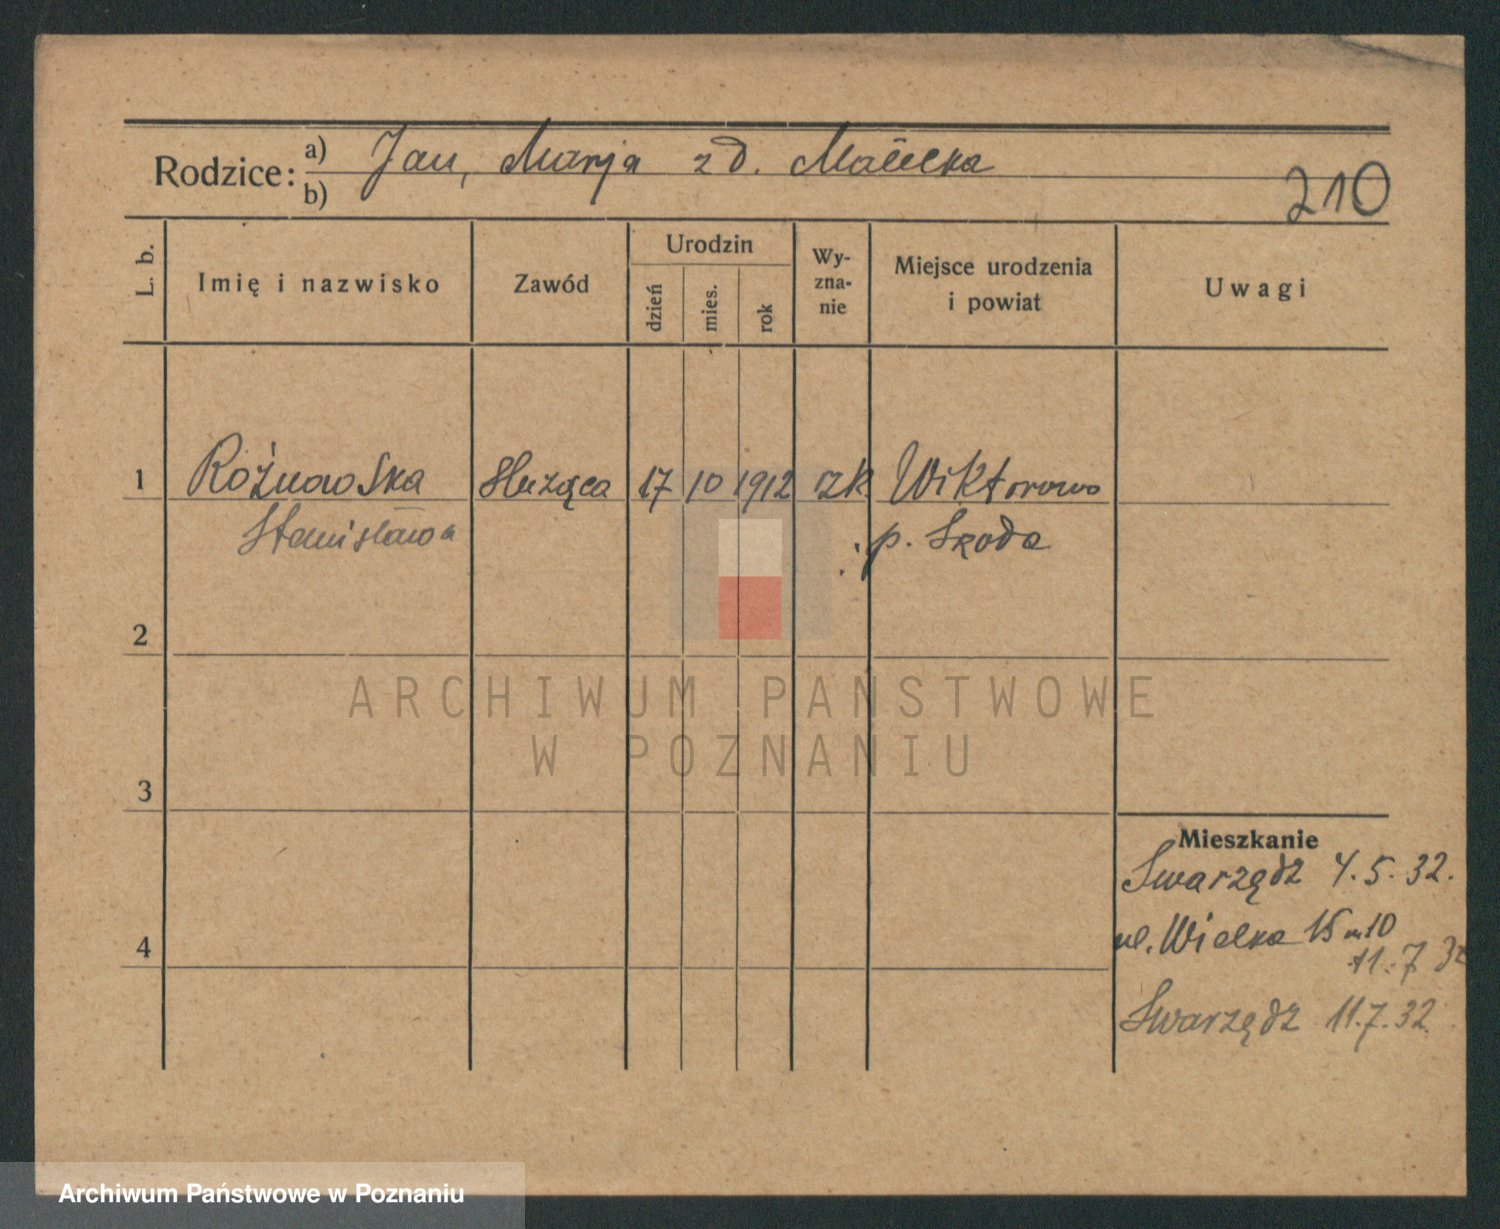 Rodzice:
a) Jan, Marja zd. Małecka
b)
210
L. b.
Imię i nazwisko
Zawód
Urodzin
dzień
mies.
rok
Wy-
zna-
nie
Miejsce urodzenia
i powiat
Uwagi
1 Rożnowska Służąca 17 10 1912 rzk Wiktorowo
Stanisława p. Środa
2
3
4
Mieszkanie
Swarzędz 4.5.32.
ul. Wielka 15 m 10
11.7 32
Swarzędz 11.7.32.
ARCHIWUM PAŃSTWOWE
W POZNANIU
Archiwum Państwowe w Poznaniu